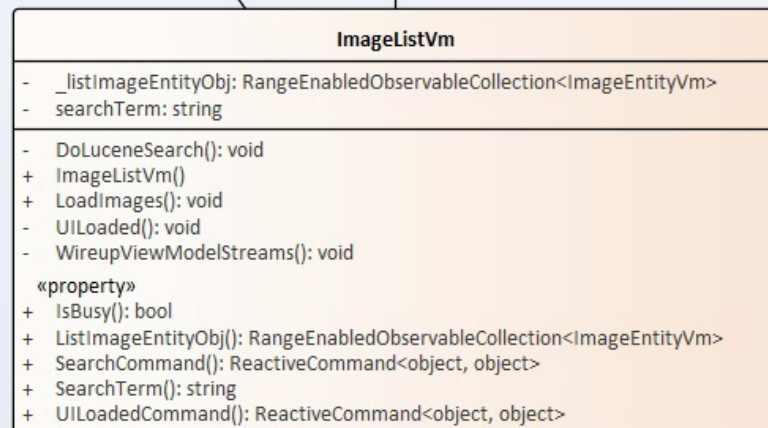 ImageListVm
- _listImageEntityObj: RangeEnabledObservableCollection<ImageEntityVm>
- searchTerm: string
- DoLuceneSearch(): void
+ ImageListVm()
+ LoadImages(): void
- UILoaded(): void
- WireupViewModelStreams(): void
«property»
+ IsBusy(): bool
+ ListImageEntityObj(): RangeEnabledObservableCollection<ImageEntityVm>
+ SearchCommand(): ReactiveCommand<object, object>
+ SearchTerm(): string
+ UILoadedCommand(): ReactiveCommand<object, object>